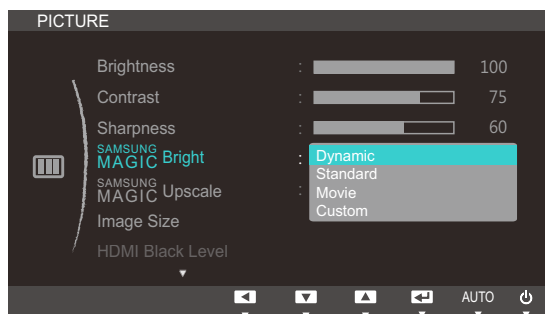 PICTURE
Brightness : 100
Contrast : 75
Sharpness : 60
SAMSUNG MAGIC Bright : Dynamic
Standard
SAMSUNG MAGIC Upscale : Movie
Custom
Image Size
HDMI Black Level
AUTO